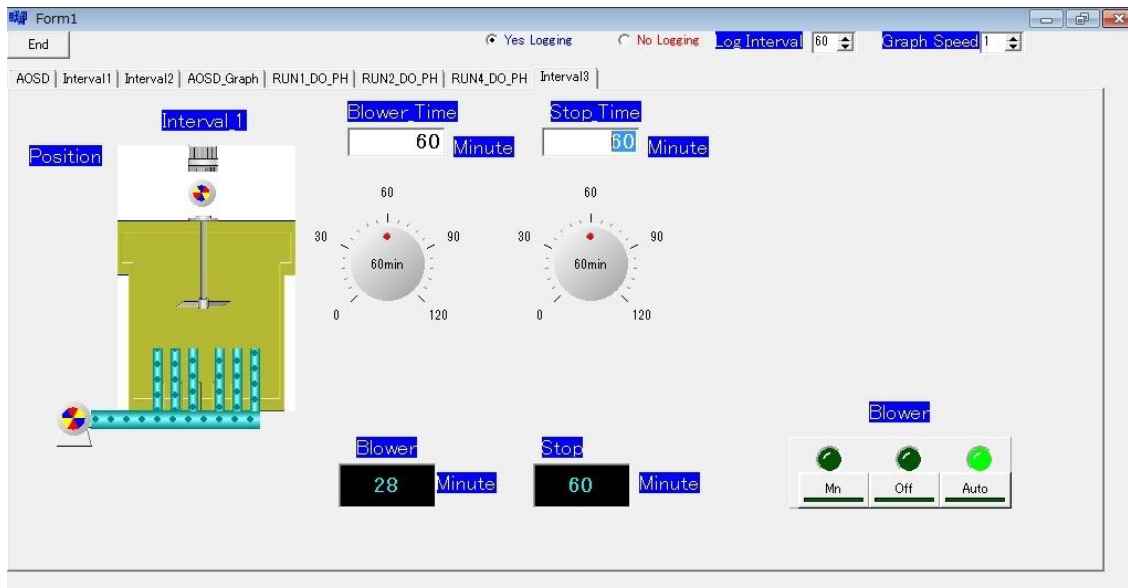 Form1
End
Yes Logging
No Logging
Log Interval
60
Graph Speed
1
AOSD
Interval1
Interval2
AOSD_Graph
RUN1_DO_PH
RUN2_DO_PH
RUN4_DO_PH
Interval3
Interval_1
Blower_Time
Stop_Time
60
Minute
60
Minute
Position
60
30
90
60min
0
120
60
30
90
60min
0
120
Blower
Blower
Stop
28
Minute
60
Minute
Mn
Off
Auto